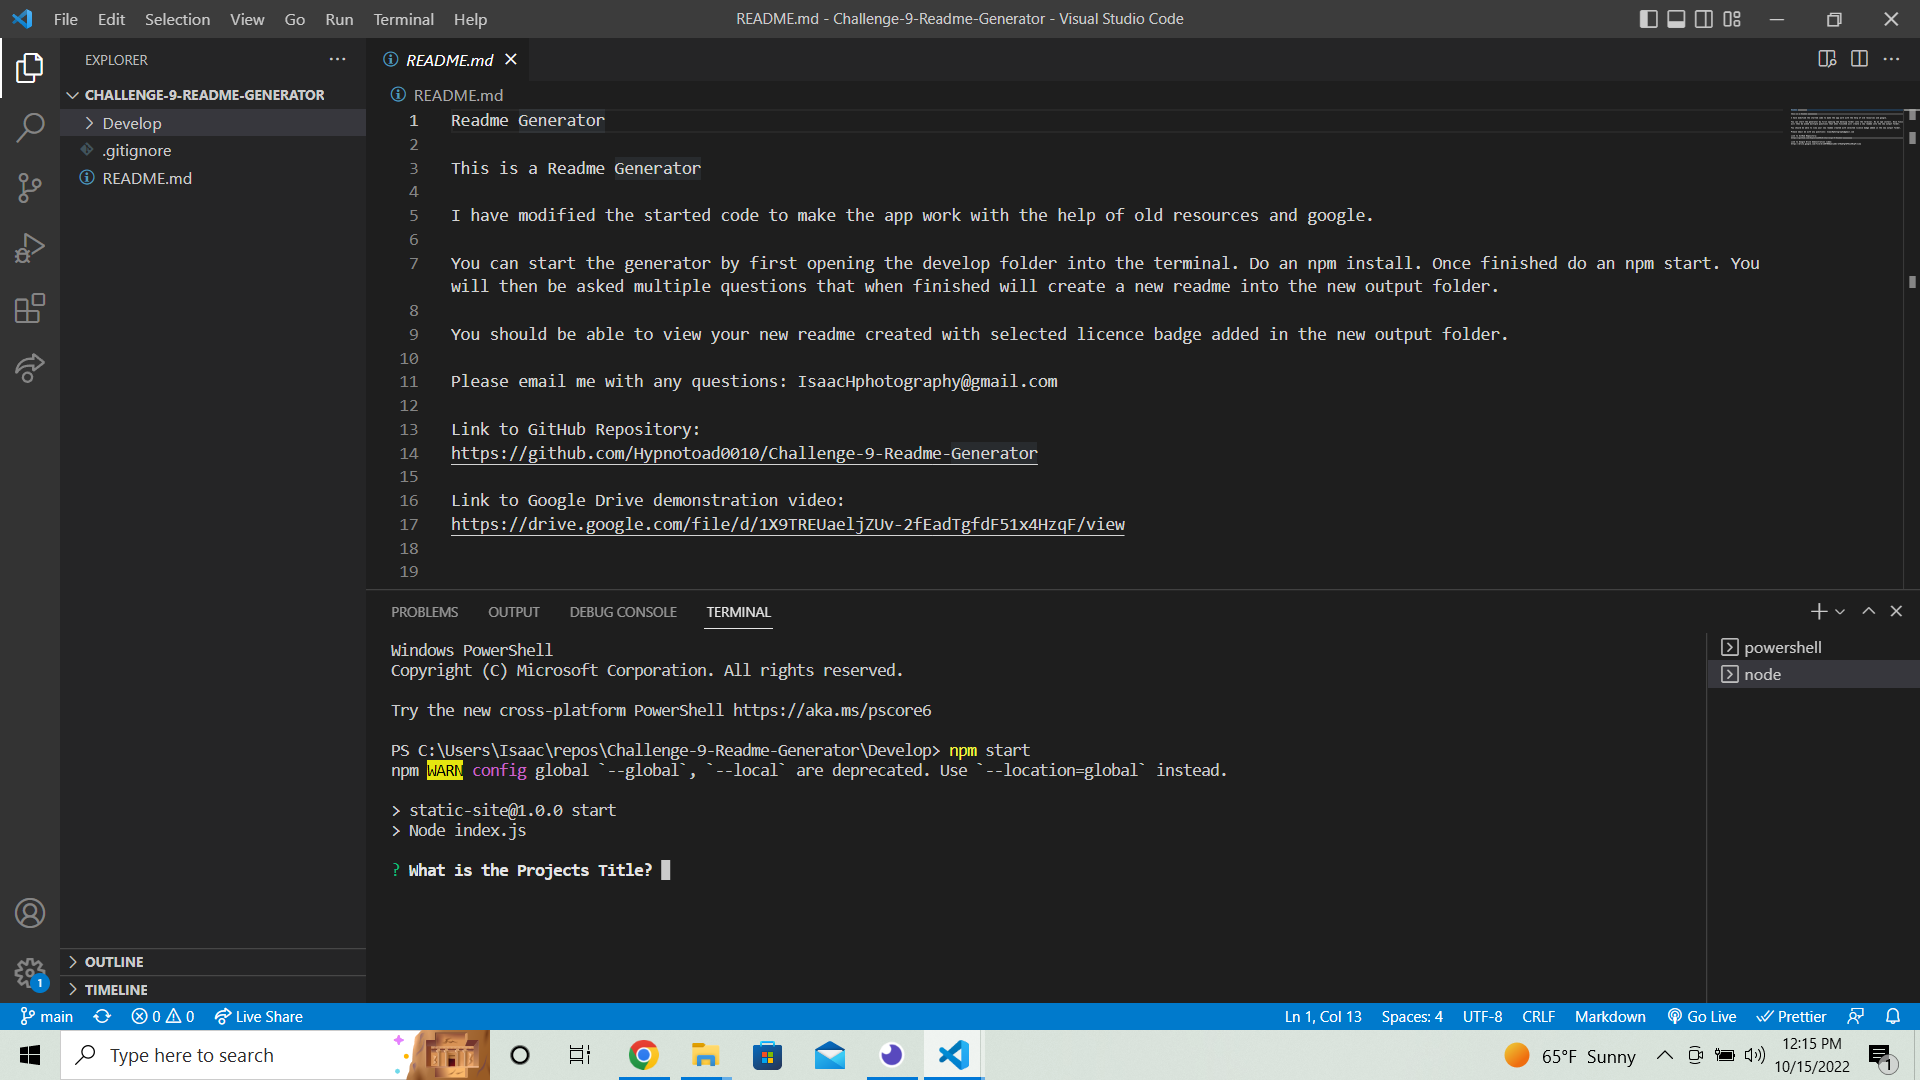 File Edit Selection View Go Run Terminal Help
README.md - Challenge-9-Readme-Generator - Visual Studio Code
EXPLORER
CHALLENGE-9-README-GENERATOR
Develop
.gitignore
README.md
OUTLINE
TIMELINE
README.md
README.md
1 Readme Generator
2
3 This is a Readme Generator
4
5 I have modified the started code to make the app work with the help of old resources and google.
6
7 You can start the generator by first opening the develop folder into the terminal. Do an npm install. Once finished do an npm start. You
will then be asked multiple questions that when finished will create a new readme into the new output folder.
8
9 You should be able to view your new readme created with selected licence badge added in the new output folder.
10
11 Please email me with any questions: IsaacHphotography@gmail.com
12
13 Link to GitHub Repository:
14 https://github.com/Hypnotoad0010/Challenge-9-Readme-Generator
15
16 Link to Google Drive demonstration video:
17 https://drive.google.com/file/d/1X9TREUaeljZUv-2fEadTgfdF51x4HzqF/view
18
19
PROBLEMS OUTPUT DEBUG CONSOLE TERMINAL
Windows PowerShell
Copyright (C) Microsoft Corporation. All rights reserved.
Try the new cross-platform PowerShell https://aka.ms/pscore6
PS C:\Users\Isaac\repos\Challenge-9-Readme-Generator\Develop> npm start
npm WARN config global `--global`, `--local` are deprecated. Use `--location=global` instead.
> static-site@1.0.0 start
> Node index.js
? What is the Projects Title?
powershell
node
1
main 0 0 Live Share
Ln 1, Col 13 Spaces: 4 UTF-8 CRLF Markdown Go Live Prettier
Type here to search
65°F Sunny
12:15 PM
10/15/2022
1